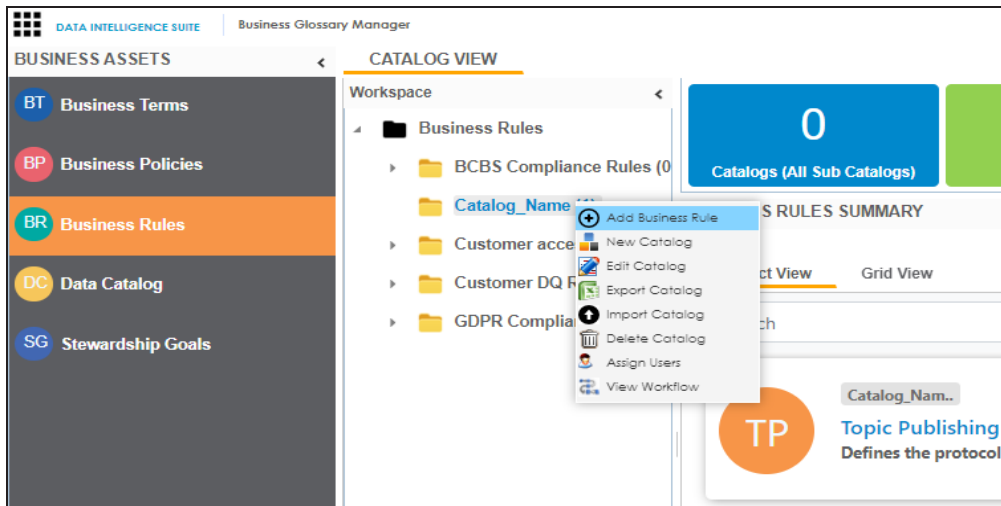 DATA INTELLIGENCE SUITE Business Glossary Manager
BUSINESS ASSETS
CATALOG VIEW
BT Business Terms
BP Business Policies
BR Business Rules
DC Data Catalog
SG Stewardship Goals
Workspace
Business Rules
BCBS Compliance Rules (0
Catalog_Name
Customer acce
Customer DQ R
GDPR Complia
Add Business Rule
New Catalog
Edit Catalog
Export Catalog
Import Catalog
Delete Catalog
Assign Users
View Workflow
0
Catalogs (All Sub Catalogs)
S RULES SUMMARY
ct View Grid View
ch
TP
Catalog_Nam..
Topic Publishing
Defines the protocol